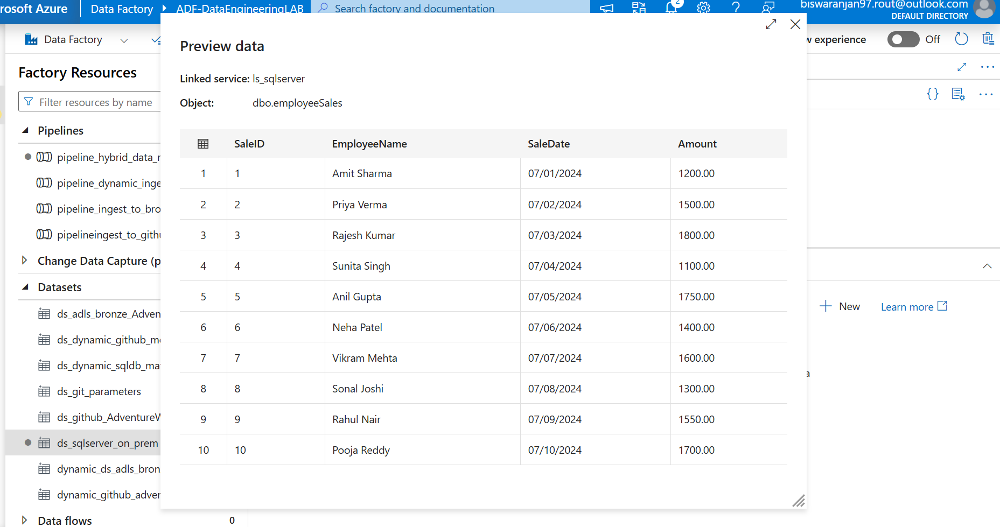 rosoft Azure
Data Factory
ADF-DataEngineeringLAB
Search factory and documentation
2
biswaranjan97.rout@outlook.com
DEFAULT DIRECTORY
Data Factory
experience
Off
Factory Resources
Filter resources by name
Pipelines
pipeline_hybrid_data_
pipeline_dynamic_inge
pipeline_ingest_to_bro
pipelineingest_to_gith
Change Data Capture (p
Datasets
ds_adls_bronze_Adven
ds_dynamic_github_m
ds_dynamic_sqldb_ma
ds_git_parameters
ds_github_Adventure
ds_sqlserver_on_prem
dynamic_ds_adls_bron
dynamic_github_adver
Data flows 0
Preview data
Linked service: ls_sqlserver
Object: dbo.employeeSales
SaleID EmployeeName SaleDate Amount
1 1 Amit Sharma 07/01/2024 1200.00
2 2 Priya Verma 07/02/2024 1500.00
3 3 Rajesh Kumar 07/03/2024 1800.00
4 4 Sunita Singh 07/04/2024 1100.00
5 5 Anil Gupta 07/05/2024 1750.00
6 6 Neha Patel 07/06/2024 1400.00
7 7 Vikram Mehta 07/07/2024 1600.00
8 8 Sonal Joshi 07/08/2024 1300.00
9 9 Rahul Nair 07/09/2024 1550.00
10 10 Pooja Reddy 07/10/2024 1700.00
New
Learn more
a